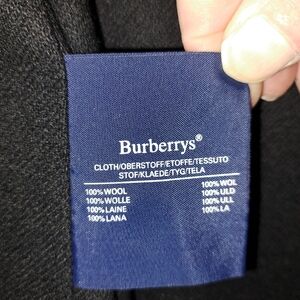 Burberrys®
CLOTH/OBERSTOFF/ETOFFE/TESSUTO
STOF/KLAEDE/TYG/TELA
100% WOOL 100% WOL
100% WOLLE 100% ULD
100% LAINE 100% ULL
100% LANA 100% LA